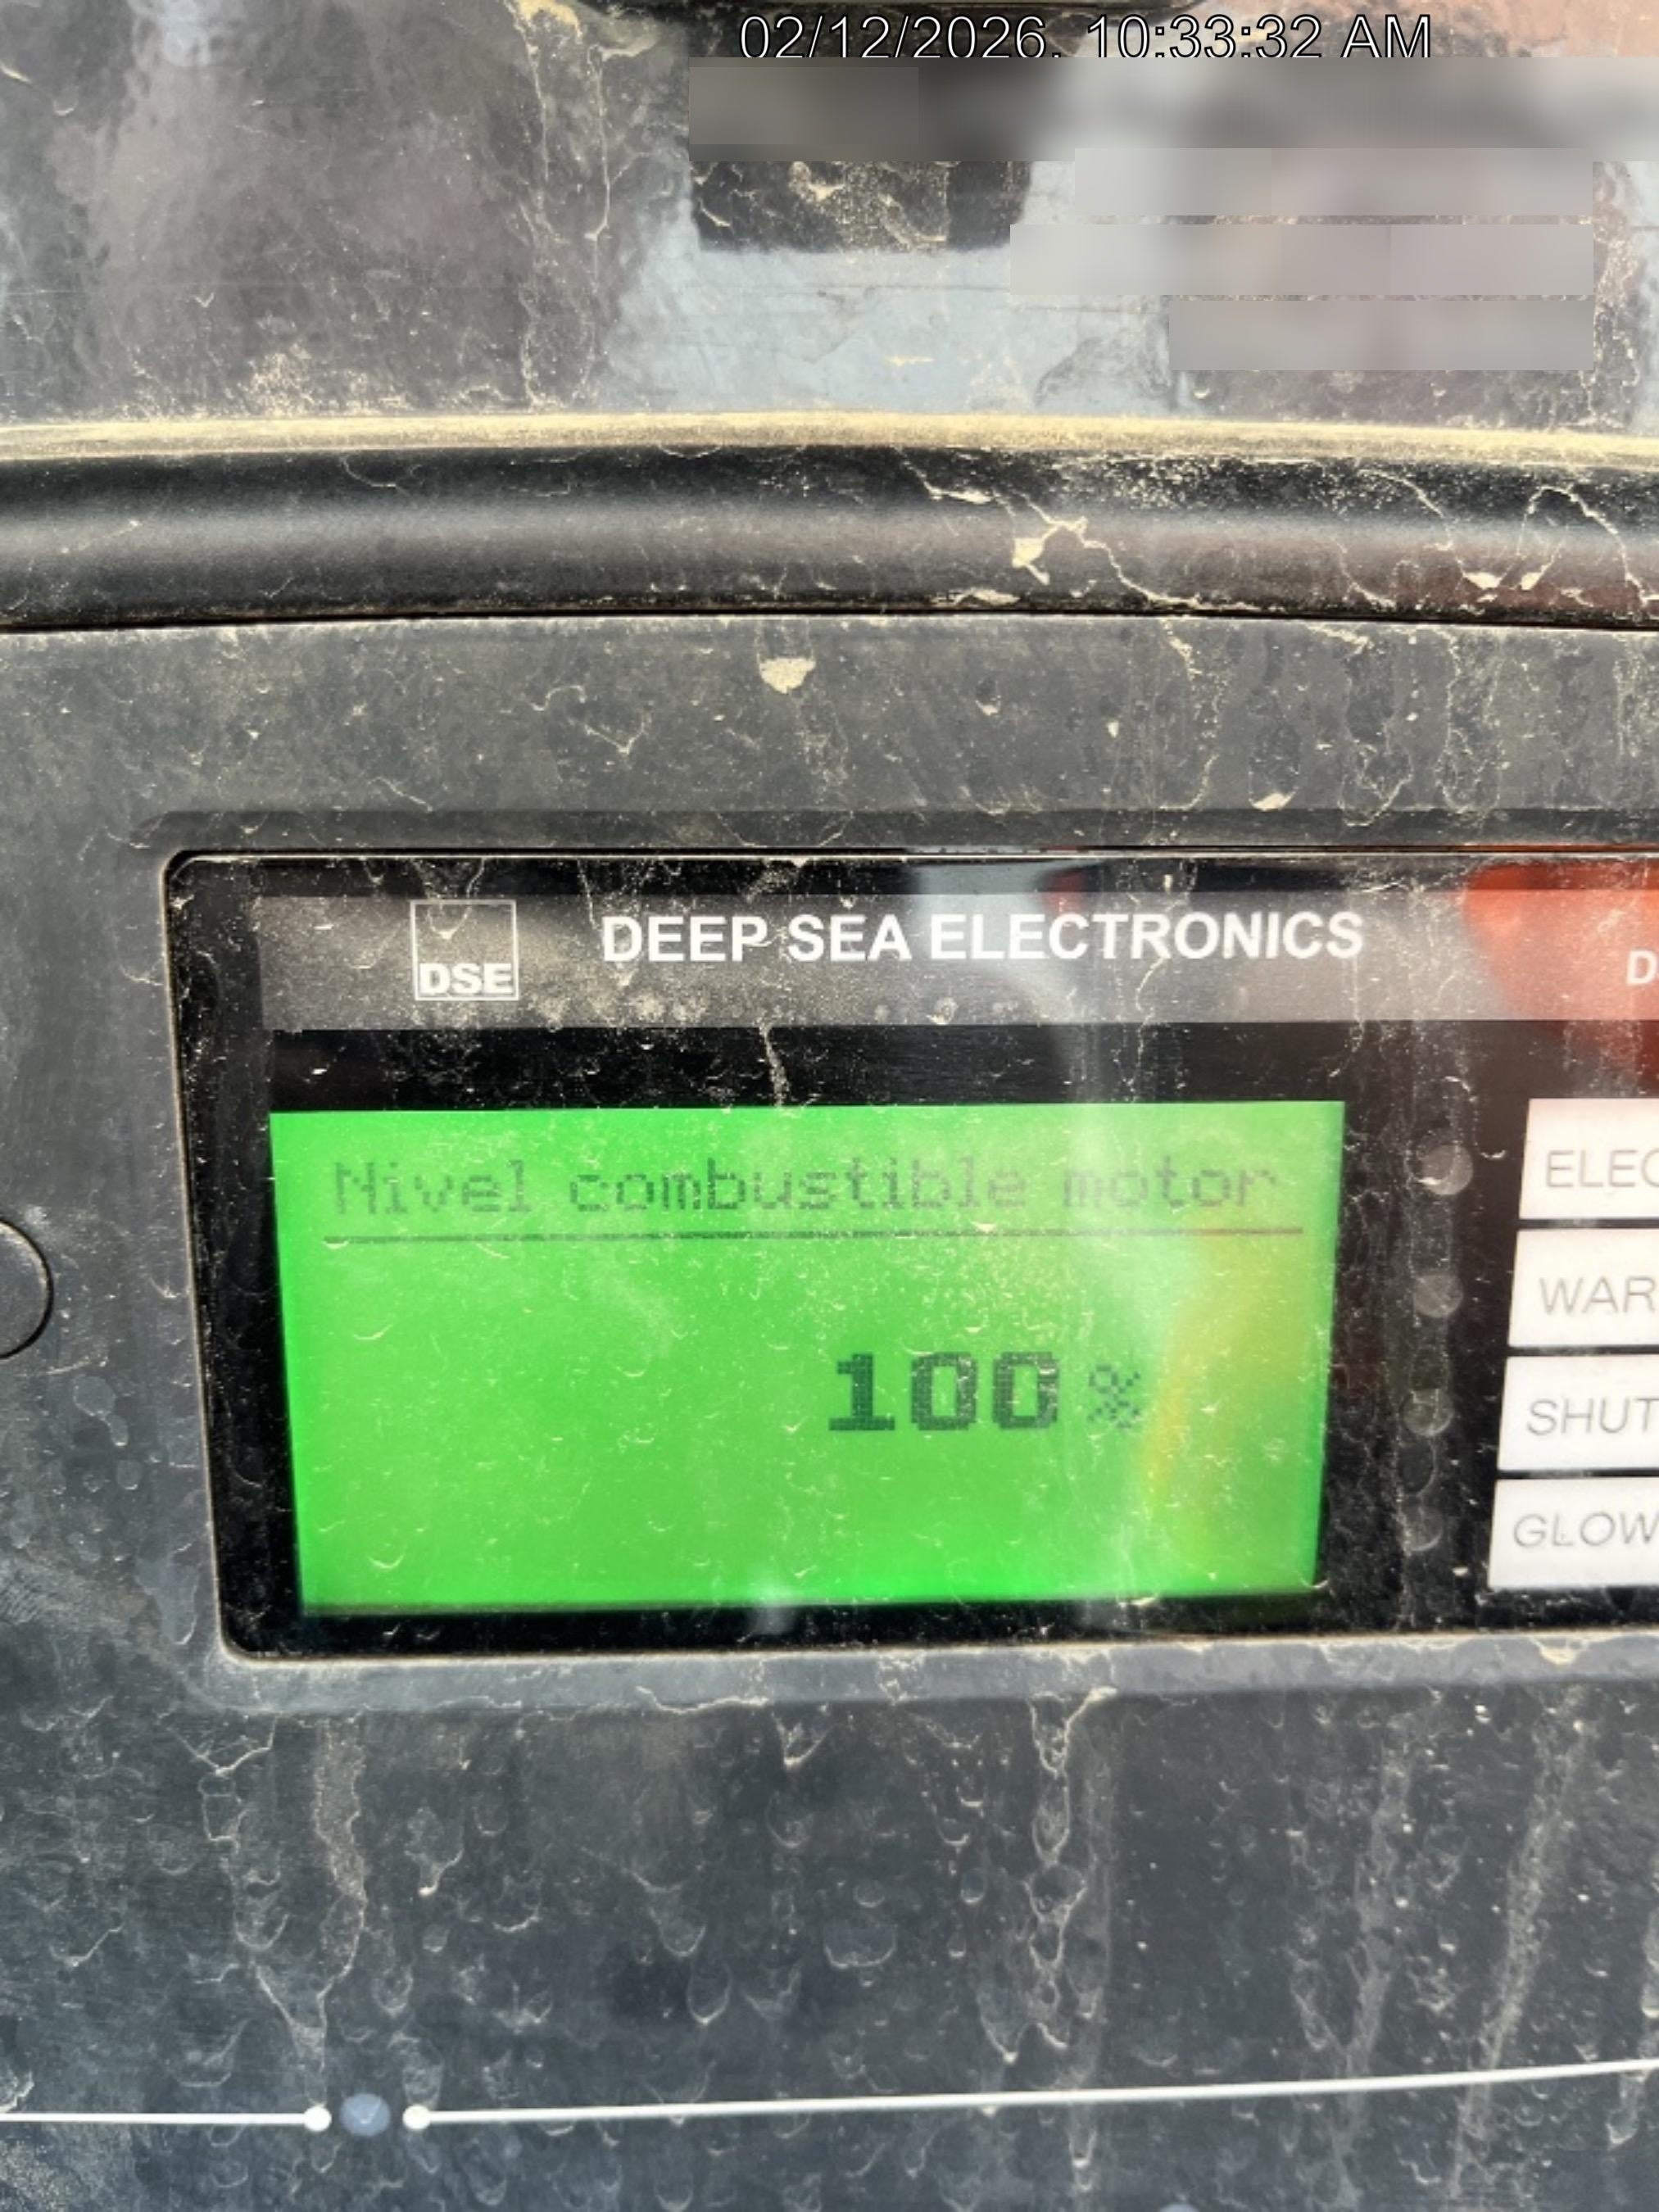 02/12/2026, 10:33:32 AM
DSE
DEEP SEA ELECTRONICS
Nivel combustible motor
100 %